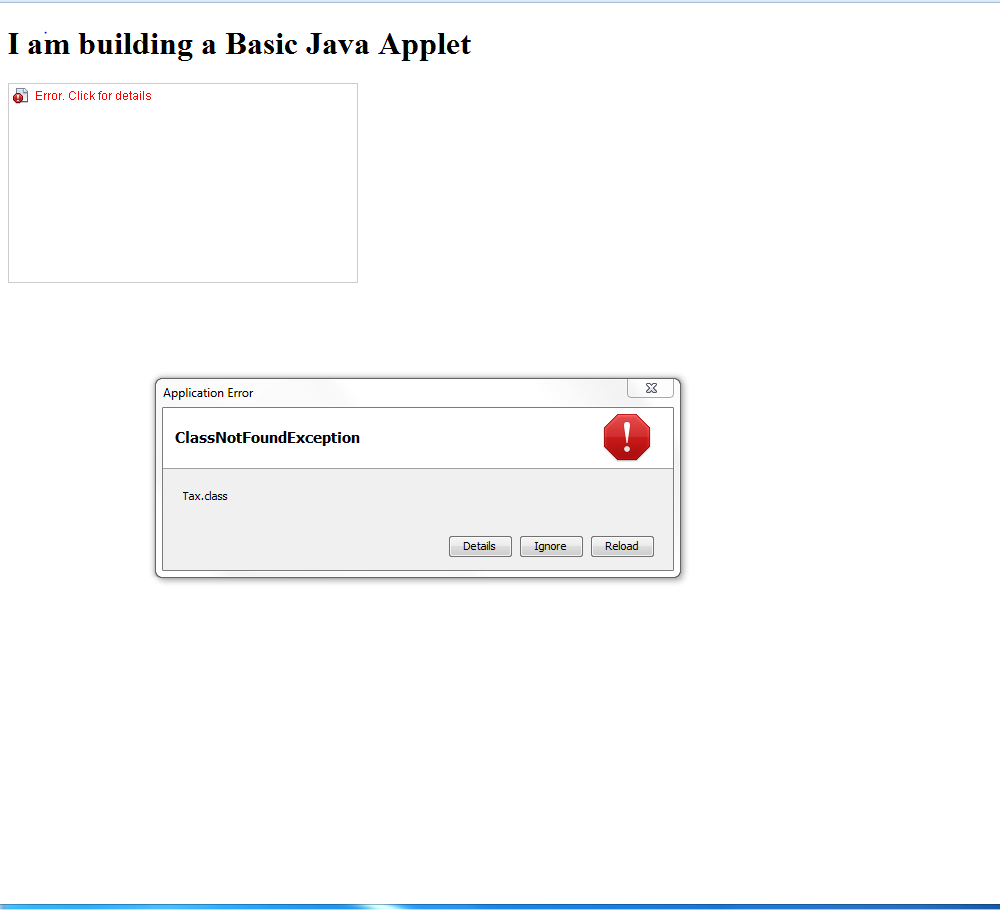 I am building a Basic Java Applet
Error. Click for details
Application Error
ClassNotFoundException
Tax.class
Details Ignore Reload